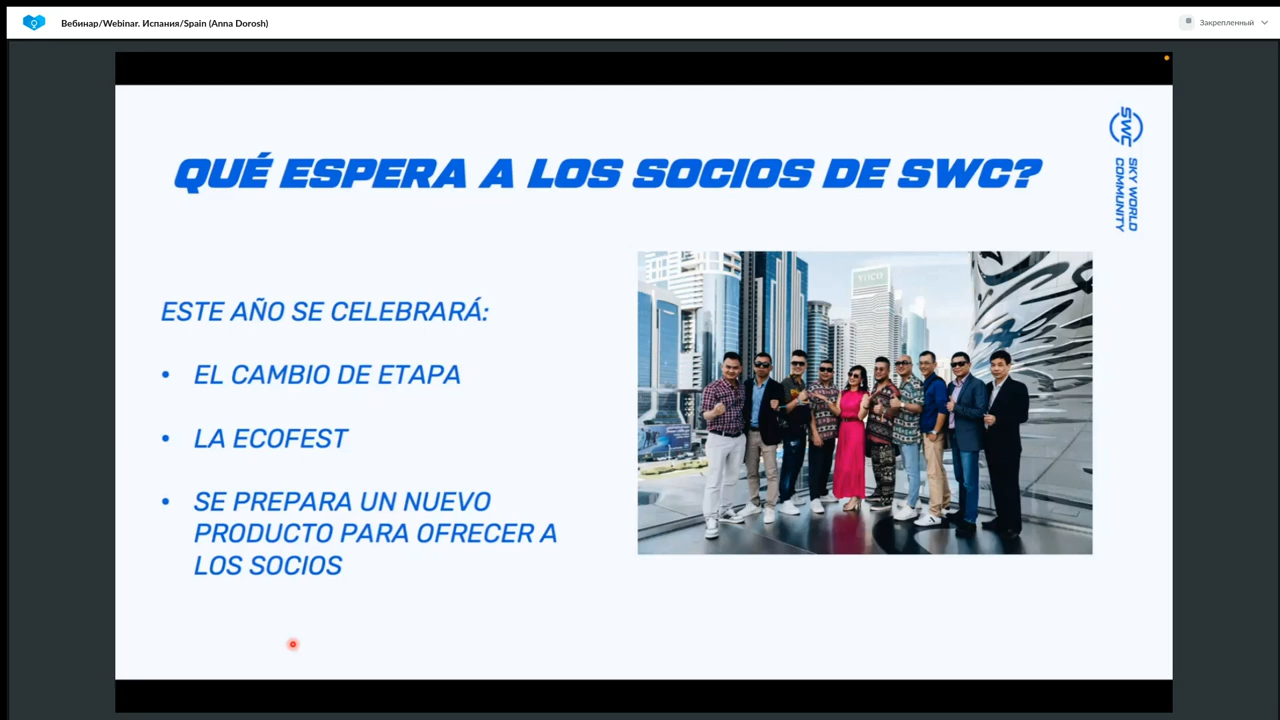 Вебинар/Webinar. Испания/Spain (Anna Dorosh)
Закрепленный
SWC
SKY WORLD
COMMUNITY
QUÉ ESPERA A LOS SOCIOS DE SWC?
ESTE AÑO SE CELEBRARÁ:
• EL CAMBIO DE ETAPA
• LA ECOFEST
• SE PREPARA UN NUEVO
PRODUCTO PARA OFRECER A
LOS SOCIOS